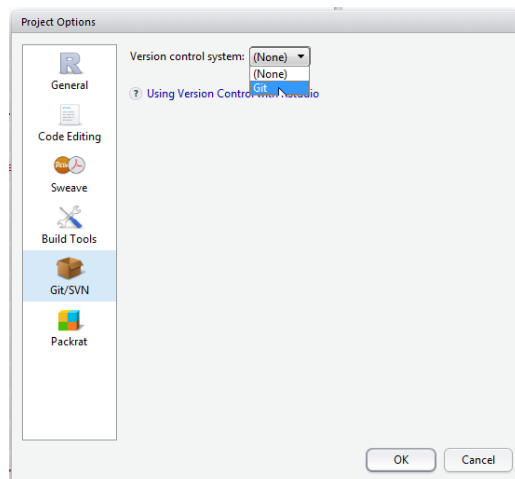 Project Options
General
Code Editing
Sweave
Build Tools
Git/SVN
Packrat
Version control system: (None)
(None)
Git
Using Version Control with
OK
Cancel